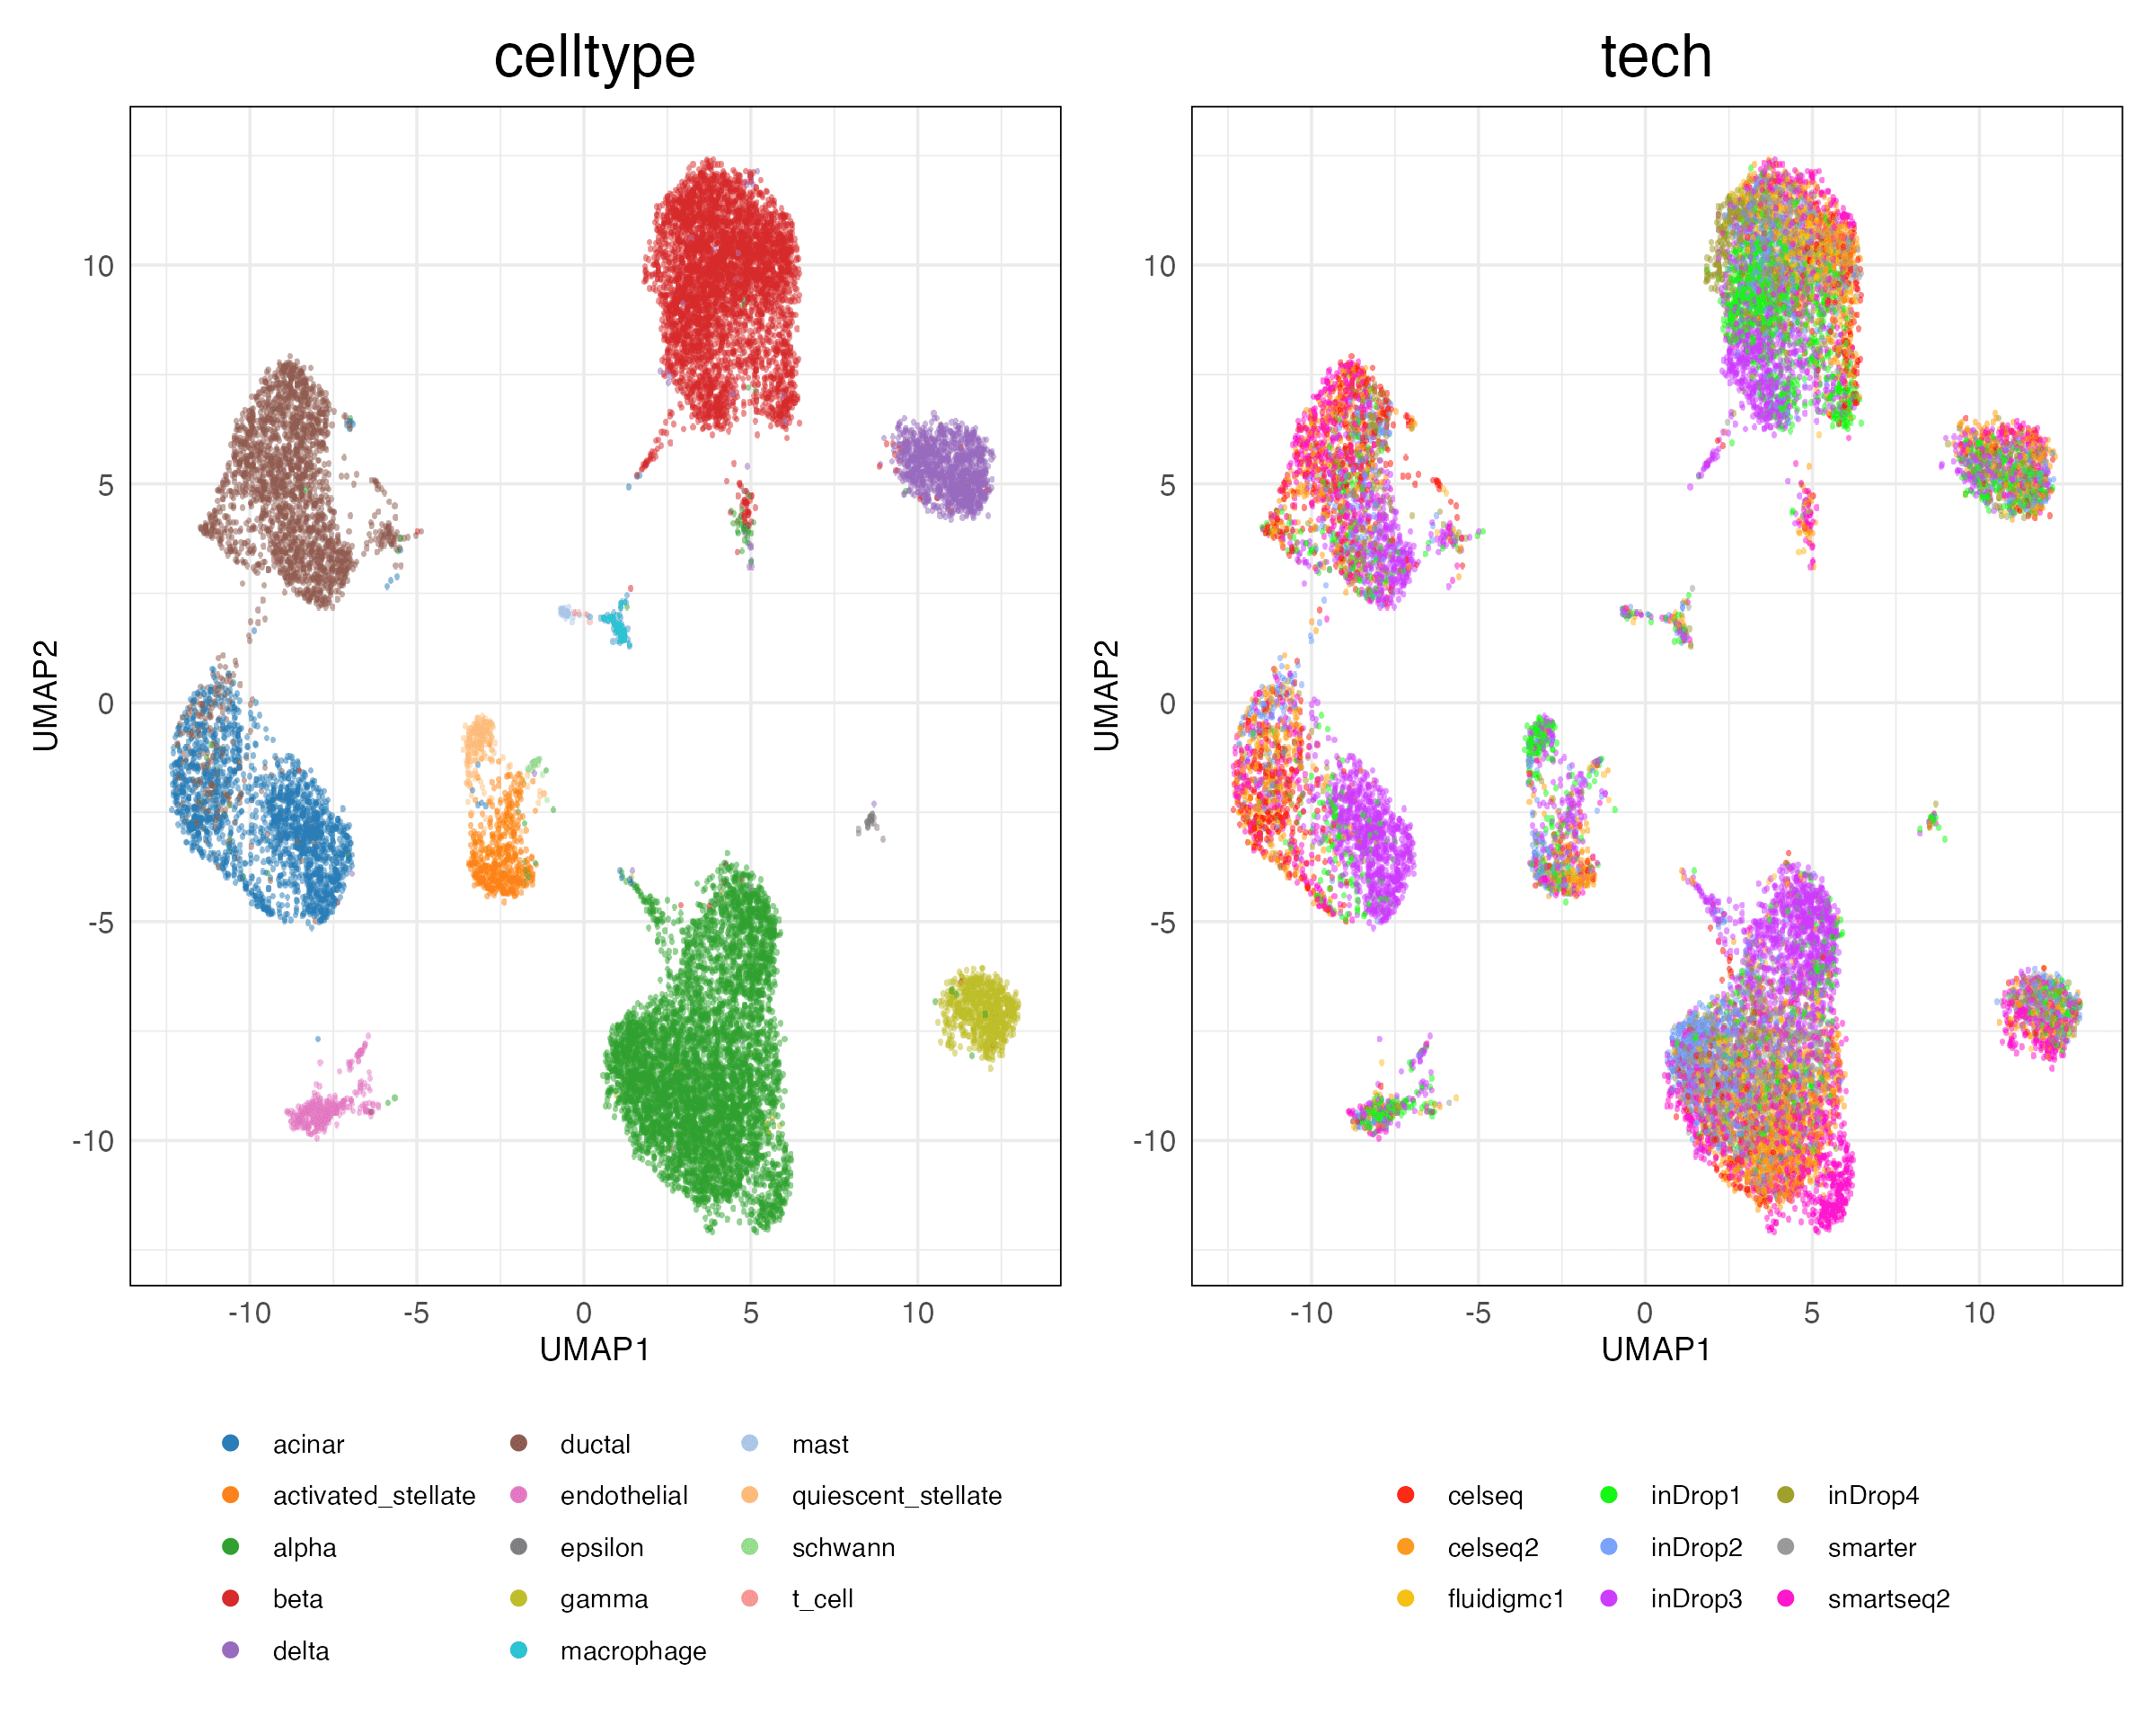 celltype
tech
UMAP2
10
5
0
-5
-10
-10 -5 0 5 10
UMAP1
UMAP2
10
5
0
-5
-10
-10 -5 0 5 10
UMAP1
acinar ductal mast
activated_stellate endothelial quiescent_stellate
alpha epsilon schwann
beta gamma t_cell
delta macrophage
celseq inDrop1 inDrop4
celseq2 inDrop2 smarter
fluidigmc1 inDrop3 smartseq2